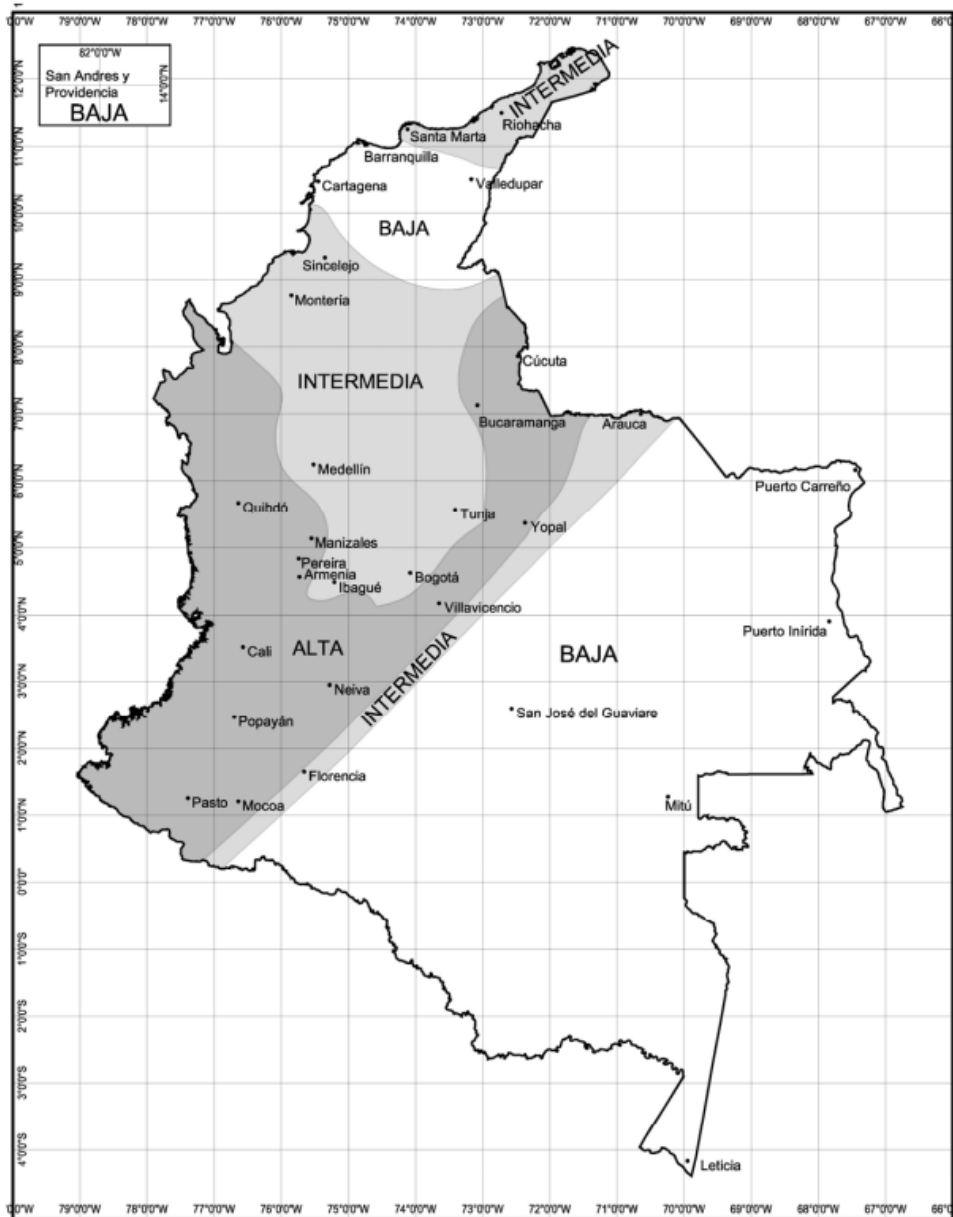 0'0"W 79°0'0"W 78°0'0"W 77°0'0"W 76°0'0"W 75°0'0"W 74°0'0"W 73°0'0"W 72°0'0"W 71°0'0"W 70°0'0"W 69°0'0"W 68°0'0"W 67°0'0"W 66°
82°0'0"W
San Andres y
Providencia
BAJA
14°0'0"N
12°0'0"N
INTERMEDIA
Riohacha
Santa Marta
11°0'0"N
Barranquilla
Cartagena
Valledupar
10°0'0"N
BAJA
Sincelejo
9°0'0"N
Montería
8°0'0"N
Cúcuta
INTERMEDIA
7°0'0"N
Bucaramanga
Arauca
Medellín
6°0'0"N
Puerto Carreño
Quibdó
Tunja
Yopal
Manizales
5°0'0"N
Pereira
Armenia
Ibagué
Bogotá
Villavicencio
4°0'0"N
Puerto Inírida
Cali
ALTA
INTERMEDIA
BAJA
3°0'0"N
Neiva
Popayán
San José del Guaviare
2°0'0"N
Florencia
Pasto
Mocoa
Mitú
1°0'0"N
0°0'0"
1°0'0"S
2°0'0"S
3°0'0"S
4°0'0"S
Leticia
0'0"W 79°0'0"W 78°0'0"W 77°0'0"W 76°0'0"W 75°0'0"W 74°0'0"W 73°0'0"W 72°0'0"W 71°0'0"W 70°0'0"W 69°0'0"W 68°0'0"W 67°0'0"W 66°